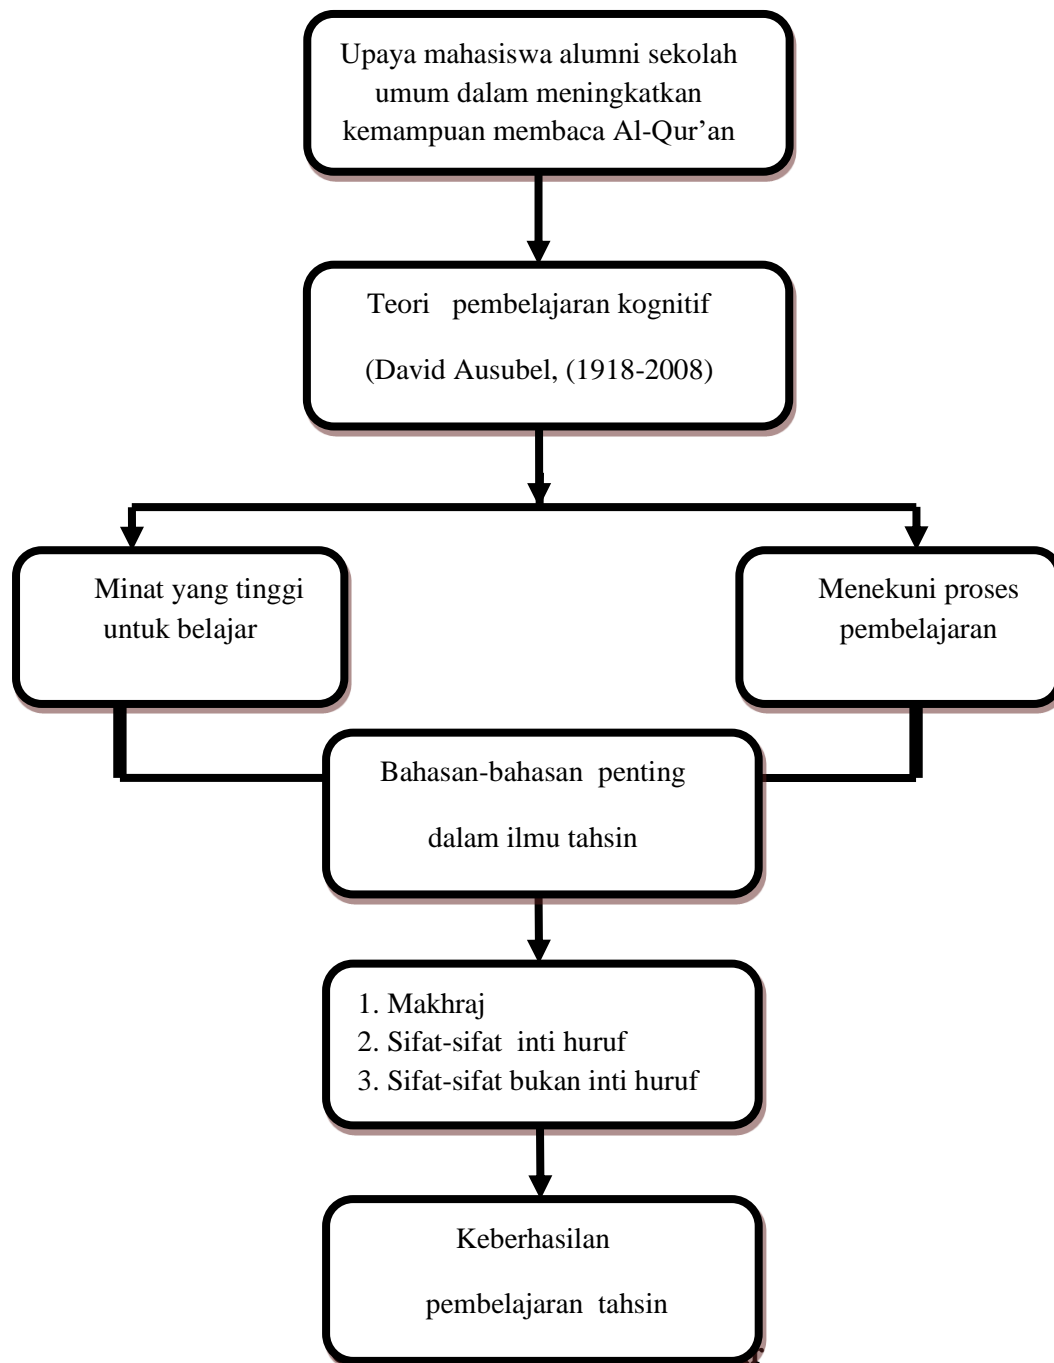 Upaya mahasiswa alumni sekolah
umum dalam meningkatkan
kemampuan membaca Al-Qur’an
Teori pembelajaran kognitif
(David Ausubel, (1918-2008)
Minat yang tinggi
untuk belajar
Menekuni proses
pembelajaran
Bahasan-bahasan penting
dalam ilmu tahsin
1. Makhraj
2. Sifat-sifat inti huruf
3. Sifat-sifat bukan inti huruf
Keberhasilan
pembelajaran tahsin